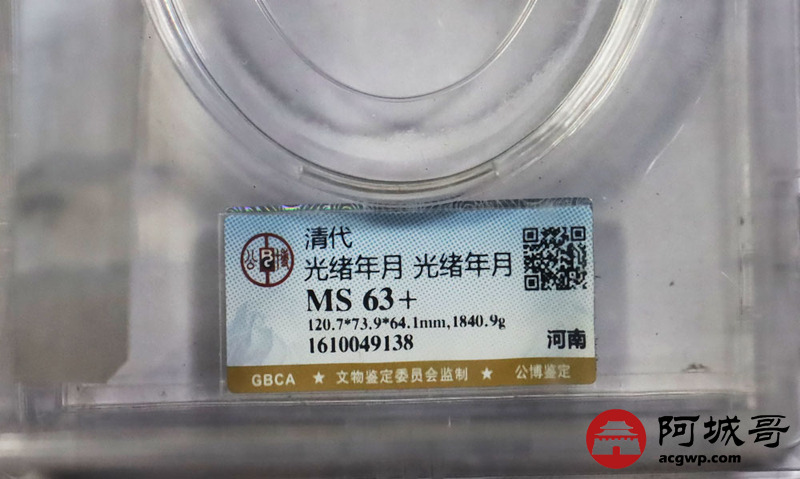 清代
光绪年月 光绪年月
MS 63+
120.7*73.9*64.1mm,1840.9g
1610049138
河南
GBCA ★ 文物鉴定委员会监制 ★ 公博鉴定
阿城哥
acgwp.com